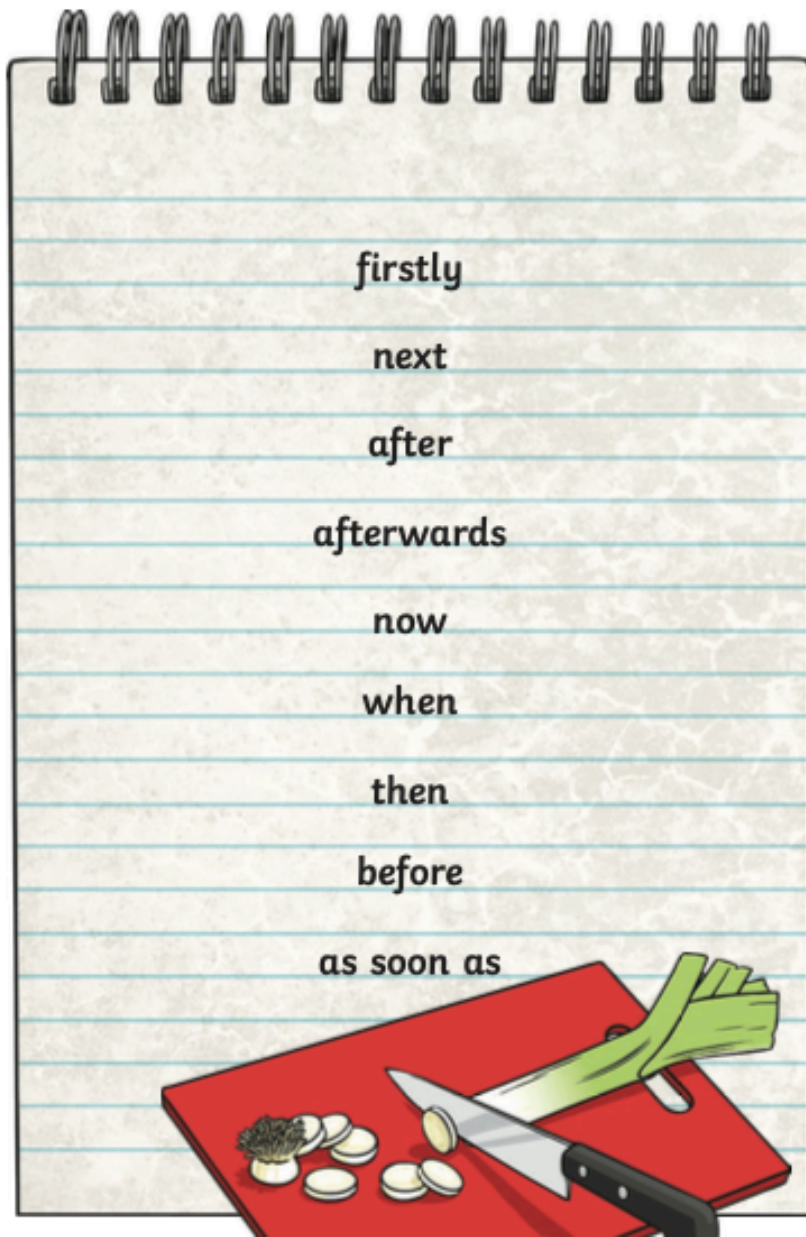 firstly
next
after
afterwards
now
when
then
before
as soon as